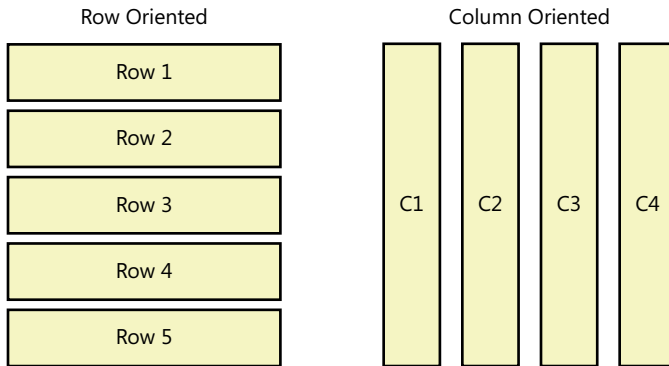 Row Oriented
Row 1
Row 2
Row 3
Row 4
Row 5
Column Oriented
C1
C2
C3
C4